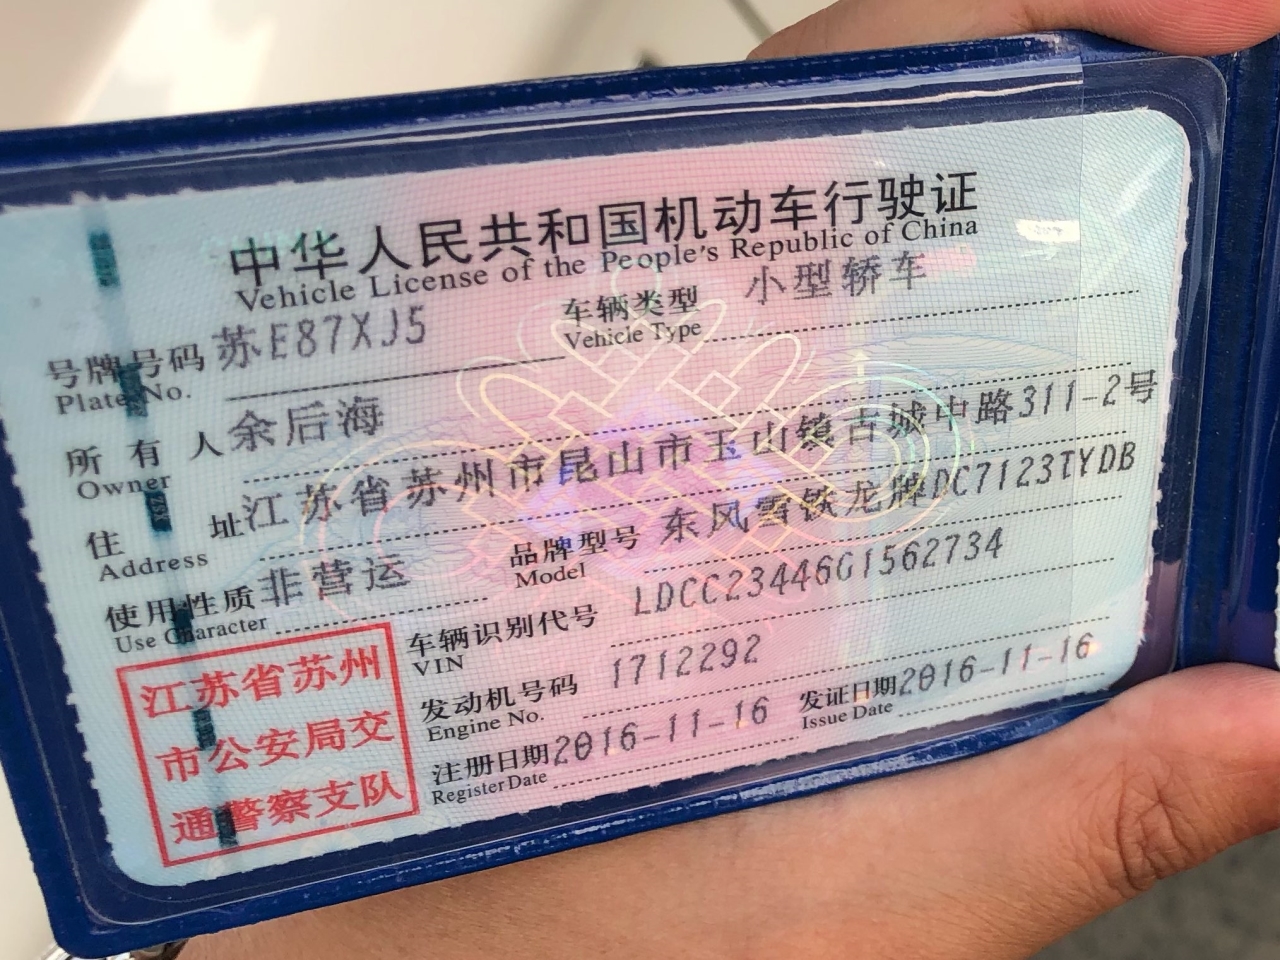 中华人民共和国机动车行驶证
Vehicle License of the People's Republic of China
号牌号码 苏E87XJ5 车辆类型 小型轿车
Plate No. Vehicle Type
所有人 余后海
Owner
住址 江苏省苏州市昆山市玉山镇古城中路311-2号
Address
使用性质 非营运 品牌型号 东风雪铁龙牌DC7123TYDB
Use Character Model
车辆识别代号 LDCC23446G1562734
VIN
发动机号码 1712292
Engine No.
注册日期 2016-11-16 发证日期 2016-11-16
Register Date Issue Date
江苏省苏州
市公安局交
通警察支队